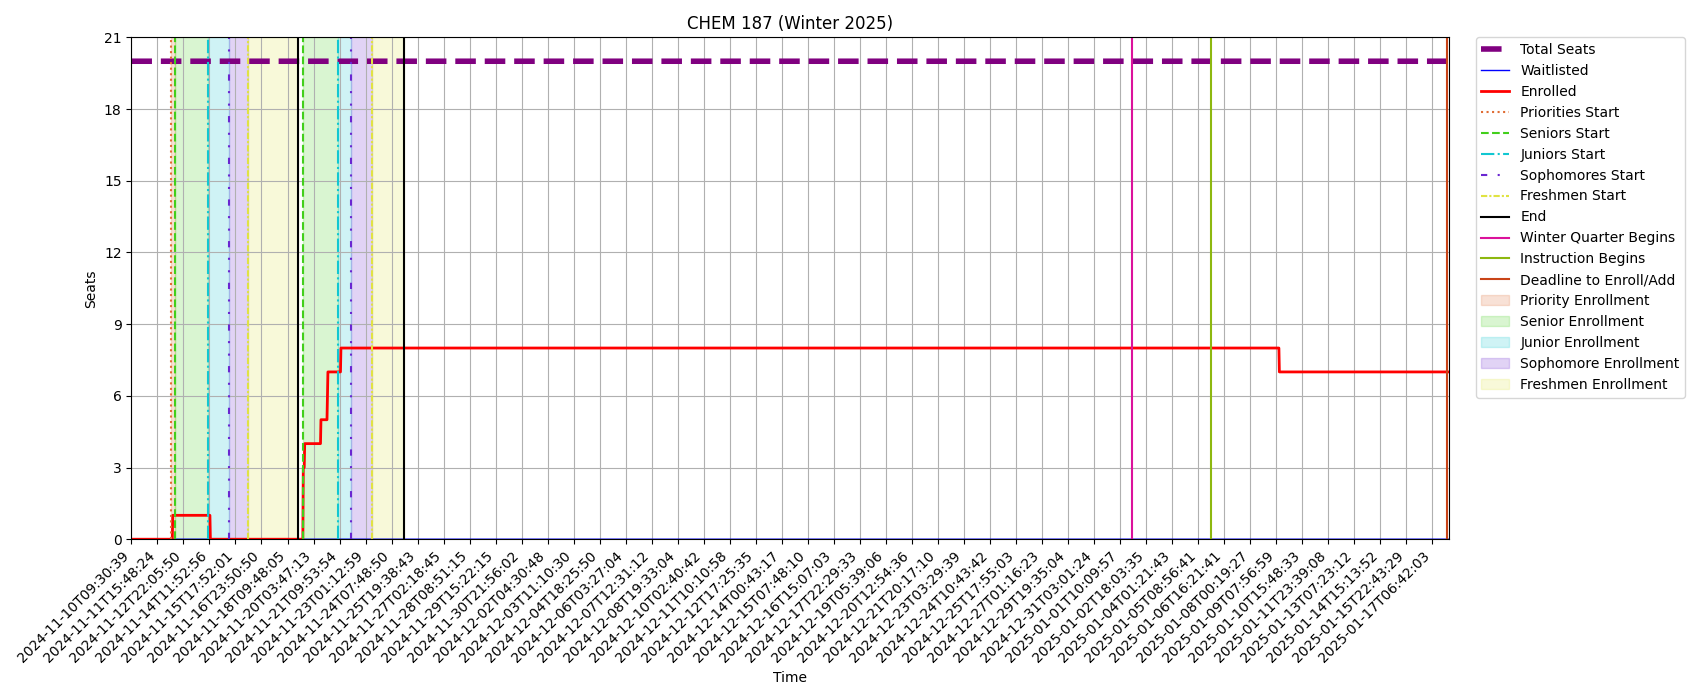 CHEM 187 (Winter 2025)
21
18
15
12
9
6
3
0
Seats
2024-11-10T09:30:39
2024-11-11T15:48:24
2024-11-12T22:05:50
2024-11-14T11:52:56
2024-11-15T17:52:01
2024-11-16T23:50:50
2024-11-18T09:48:05
2024-11-20T03:47:13
2024-11-21T09:53:54
2024-11-23T01:12:59
2024-11-24T07:48:50
2024-11-25T19:38:43
2024-11-27T02:18:45
2024-11-28T08:51:15
2024-11-29T15:22:15
2024-11-30T21:56:02
2024-12-02T04:30:48
2024-12-03T11:10:30
2024-12-04T18:25:50
2024-12-06T03:27:04
2024-12-07T12:31:12
2024-12-08T19:33:04
2024-12-10T02:40:42
2024-12-11T10:10:58
2024-12-12T17:25:35
2024-12-14T00:43:17
2024-12-15T07:48:10
2024-12-16T15:07:03
2024-12-17T22:29:33
2024-12-19T05:39:06
2024-12-20T12:54:36
2024-12-21T20:17:10
2024-12-23T03:29:39
2024-12-24T10:43:42
2024-12-25T17:55:03
2024-12-27T01:16:23
2024-12-29T19:35:04
2024-12-31T03:01:24
2025-01-01T10:09:57
2025-01-02T18:03:35
2025-01-04T01:21:43
2025-01-05T08:56:41
2025-01-06T16:21:41
2025-01-08T00:19:27
2025-01-09T07:56:59
2025-01-10T15:48:33
2025-01-11T23:39:08
2025-01-13T07:23:12
2025-01-14T15:13:52
2025-01-15T22:43:29
2025-01-17T06:42:03
Time
Total Seats
Waitlisted
Enrolled
Priorities Start
Seniors Start
Juniors Start
Sophomores Start
Freshmen Start
End
Winter Quarter Begins
Instruction Begins
Deadline to Enroll/Add
Priority Enrollment
Senior Enrollment
Junior Enrollment
Sophomore Enrollment
Freshmen Enrollment